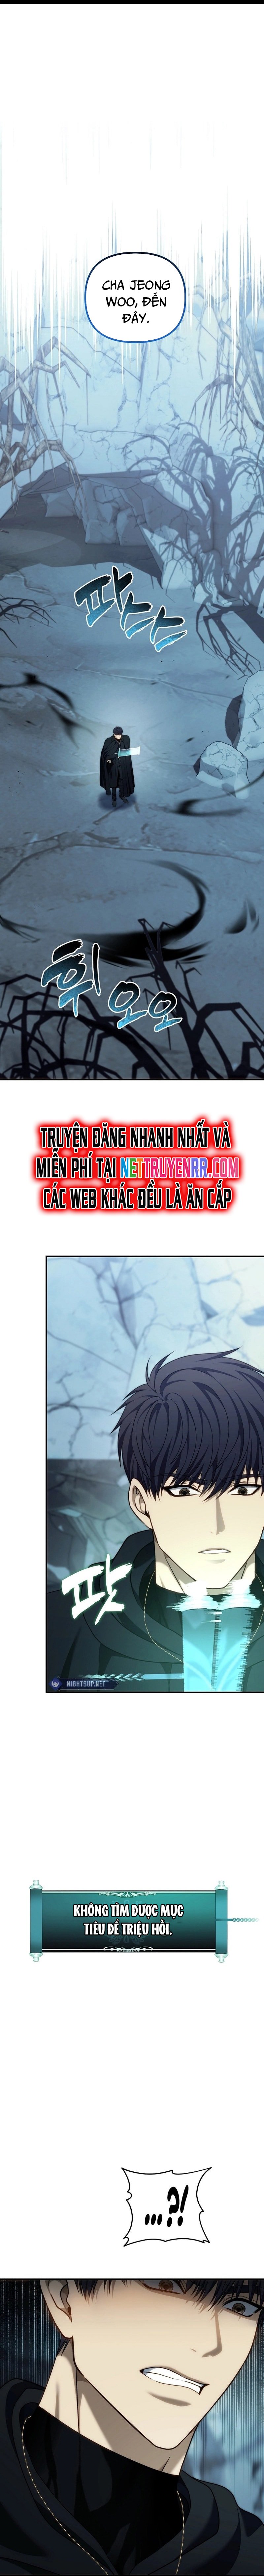 CHA JEONG
WOO, ĐẾN
ĐÂY.
파스스
휘오오
TRUYỆN ĐĂNG NHANH NHẤT VÀ
MIỄN PHÍ TẠI NETTRUYENRR.COM
CÁC WEB KHÁC ĐỀU LÀ ĂN CẮP
팟
NIGHTSUP.NET
KHÔNG TÌM ĐƯỢC MỤC
TIÊU ĐỂ TRIỆU HỒI.
...?!